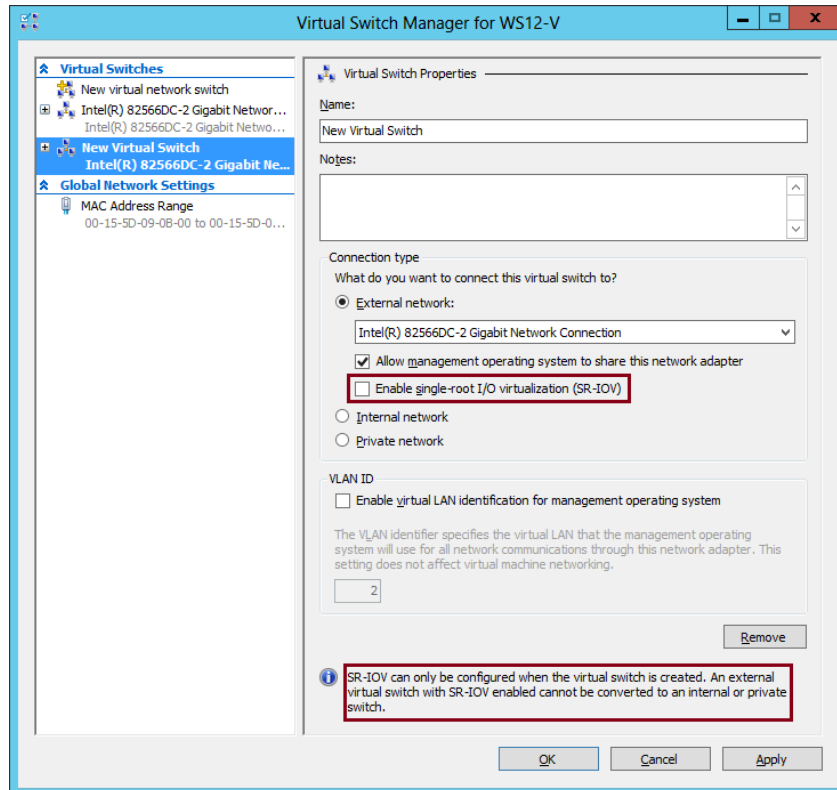 Virtual Switch Manager for WS12-V
Virtual Switches
New virtual network switch
Intel(R) 82566DC-2 Gigabit Networ...
Intel(R) 82566DC-2 Gigabit Netwo...
New Virtual Switch
Intel(R) 82566DC-2 Gigabit Ne...
Global Network Settings
MAC Address Range
00-15-5D-09-0B-00 to 00-15-5D-0...
Virtual Switch Properties
Name:
New Virtual Switch
Notes:
Connection type
What do you want to connect this virtual switch to?
External network:
Intel(R) 82566DC-2 Gigabit Network Connection
Allow management operating system to share this network adapter
Enable single-root I/O virtualization (SR-IOV)
Internal network
Private network
VLAN ID
Enable virtual LAN identification for management operating system
The VLAN identifier specifies the virtual LAN that the management operating
system will use for all network communications through this network adapter. This
setting does not affect virtual machine networking.
2
Remove
SR-IOV can only be configured when the virtual switch is created. An external
virtual switch with SR-IOV enabled cannot be converted to an internal or private
switch.
OK
Cancel
Apply